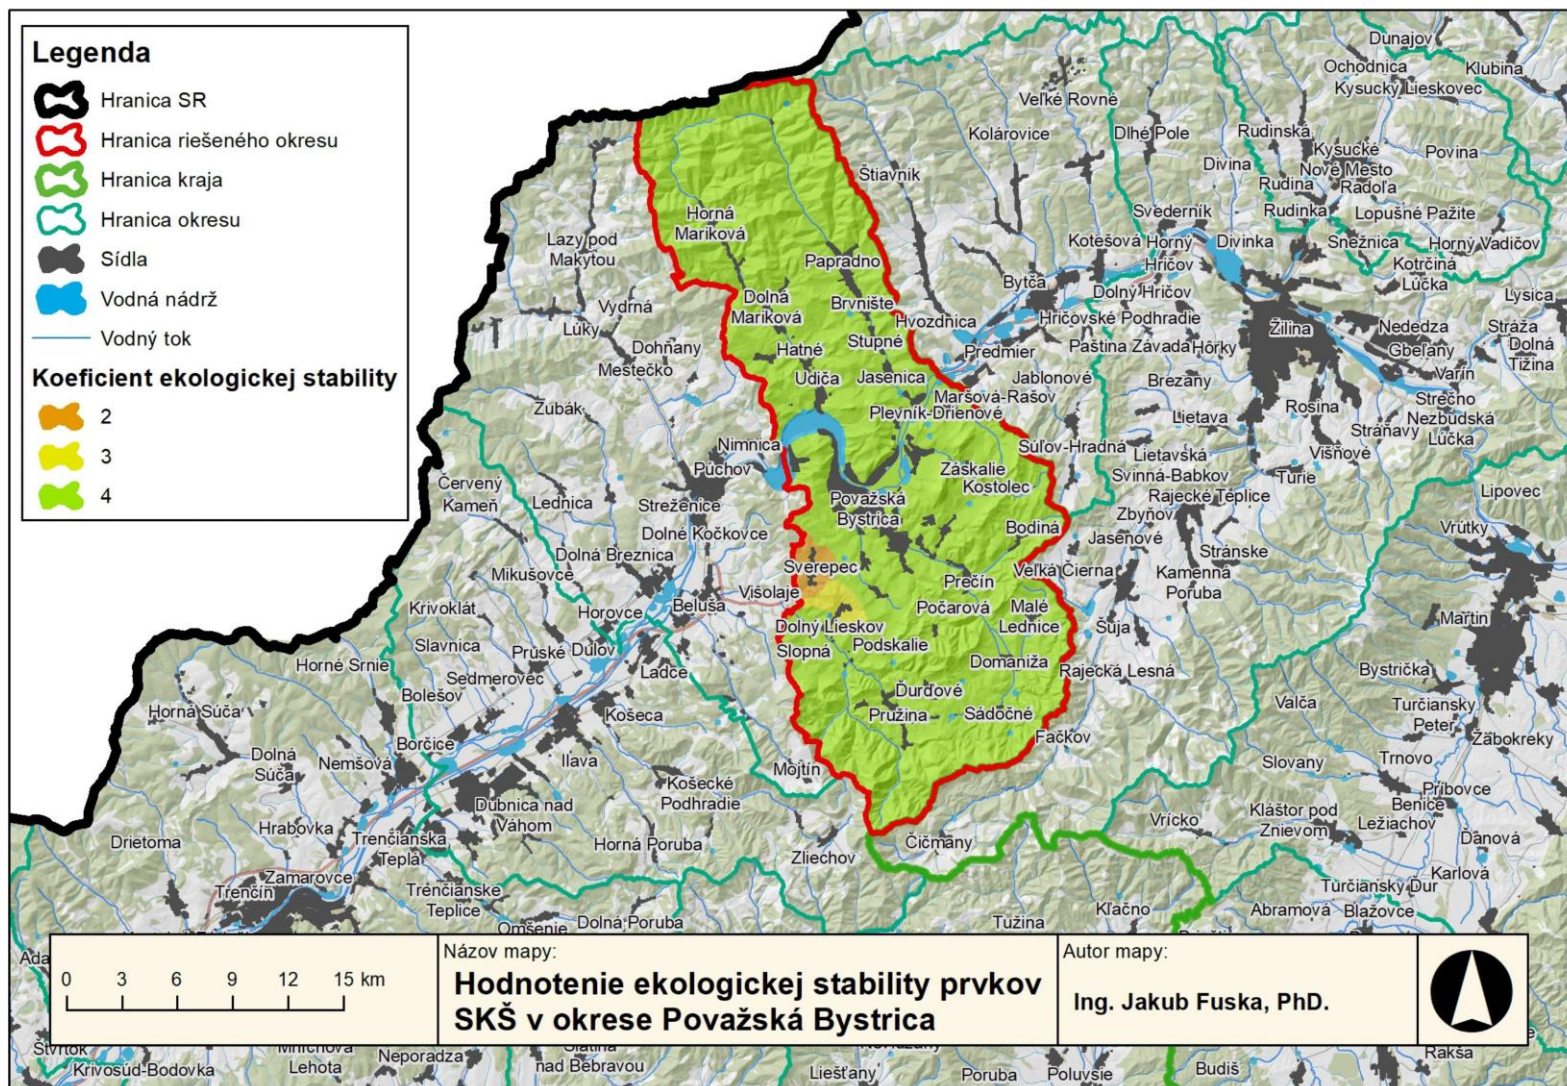 Legenda
Hranica SR
Hranica riešeného okresu
Hranica kraja
Hranica okresu
Sídla
Vodná nádrž
Vodný tok
Koeficient ekologickej stability
2
3
4
Dunajov
Ochodnica
Klubina
Kysucký Lieskovec
Veľké Rovné
Kolárovice
Dlhé Pole
Rudinská
Kysucké
Nové Mesto
Povina
Divina
Rudina
Radoľa
Štiavnik
Svederník
Rudinka
Lopušné Pažite
Horná
Mariková
Lazy pod
Makytou
Kotešová
Horný
Hričov
Divinka
Snežnica
Horný Vadičov
Papradno
Bytča
Kotrčiná
Lúčka
Dolný Hričov
Lysica
Vydrná
Dolná
Mariková
Brvnište
Hvozdnica
Hričovské Podhradie
Žilina
Nededza
Stráža
Lúky
Dohňany
Hatné
Stupné
Predmier
Paština Závada
Hôrky
Gbeľany
Dolná
Tižina
Mestečko
Udiča
Jasenica
Jablonové
Brezany
Varín
Maršová-Rašov
Strečno
Zubák
Plevník-Drienové
Lietava
Rosina
Stráňavy
Nezbudská
Lúčka
Nimnica
Súľov-Hradná
Lietavská
Svinná-Babkov
Višňové
Púchov
Záskalie
Kostolec
Turie
Červený
Kameň
Lednica
Streženice
Považská
Bystrica
Rajecké Teplice
Lipovec
Zbyňov
Vrútky
Dolné Kočkovce
Bodiná
Jasenové
Stránske
Dolná Breznica
Sverepec
Veľká Čierna
Mikušovce
Prečín
Kamenná
Poruba
Visolaje
Krivoklát
Horovce
Beluša
Počarová
Malé
Lednice
Martin
Dolný Lieskov
Šuja
Slavnica
Pruské
Dulov
Slopná
Podskalie
Horné Srnie
Ladce
Domaniža
Rajecká Lesná
Bystrička
Sedmerovec
Bolešov
Ďurďové
Valča
Horná Súča
Košeca
Pružina
Sádočné
Turčiansky
Peter
Borčice
Fačkov
Žabokreky
Dolná
Súča
Nemšová
Ilava
Mojtín
Slovany
Trnovo
Košecké
Podhradie
Príbovce
Dubnica nad
Váhom
Kláštor pod
Znievom
Benice
Ležiachov
Hrabovka
Vrícko
Drietoma
Trenčianska
Teplá
Horná Poruba
Čičmany
Ďanová
Zliechov
Zamarovce
Karlová
Trenčín
Trenčianske
Teplice
Turčiansky Ďur
Kľačno
Abramová
Blažovce
Dolná Poruba
Omšenie
Tužina
0 3 6 9 12 15 km
Názov mapy:
Hodnotenie ekologickej stability prvkov
SKŠ v okrese Považská Bystrica
Autor mapy:
Ing. Jakub Fuska, PhD.
Krivosúd-Bodovka
Lehota
Neporadza
nad Bebravou
Liešťany
Poruba
Poluvsie
Budiš
Rakša